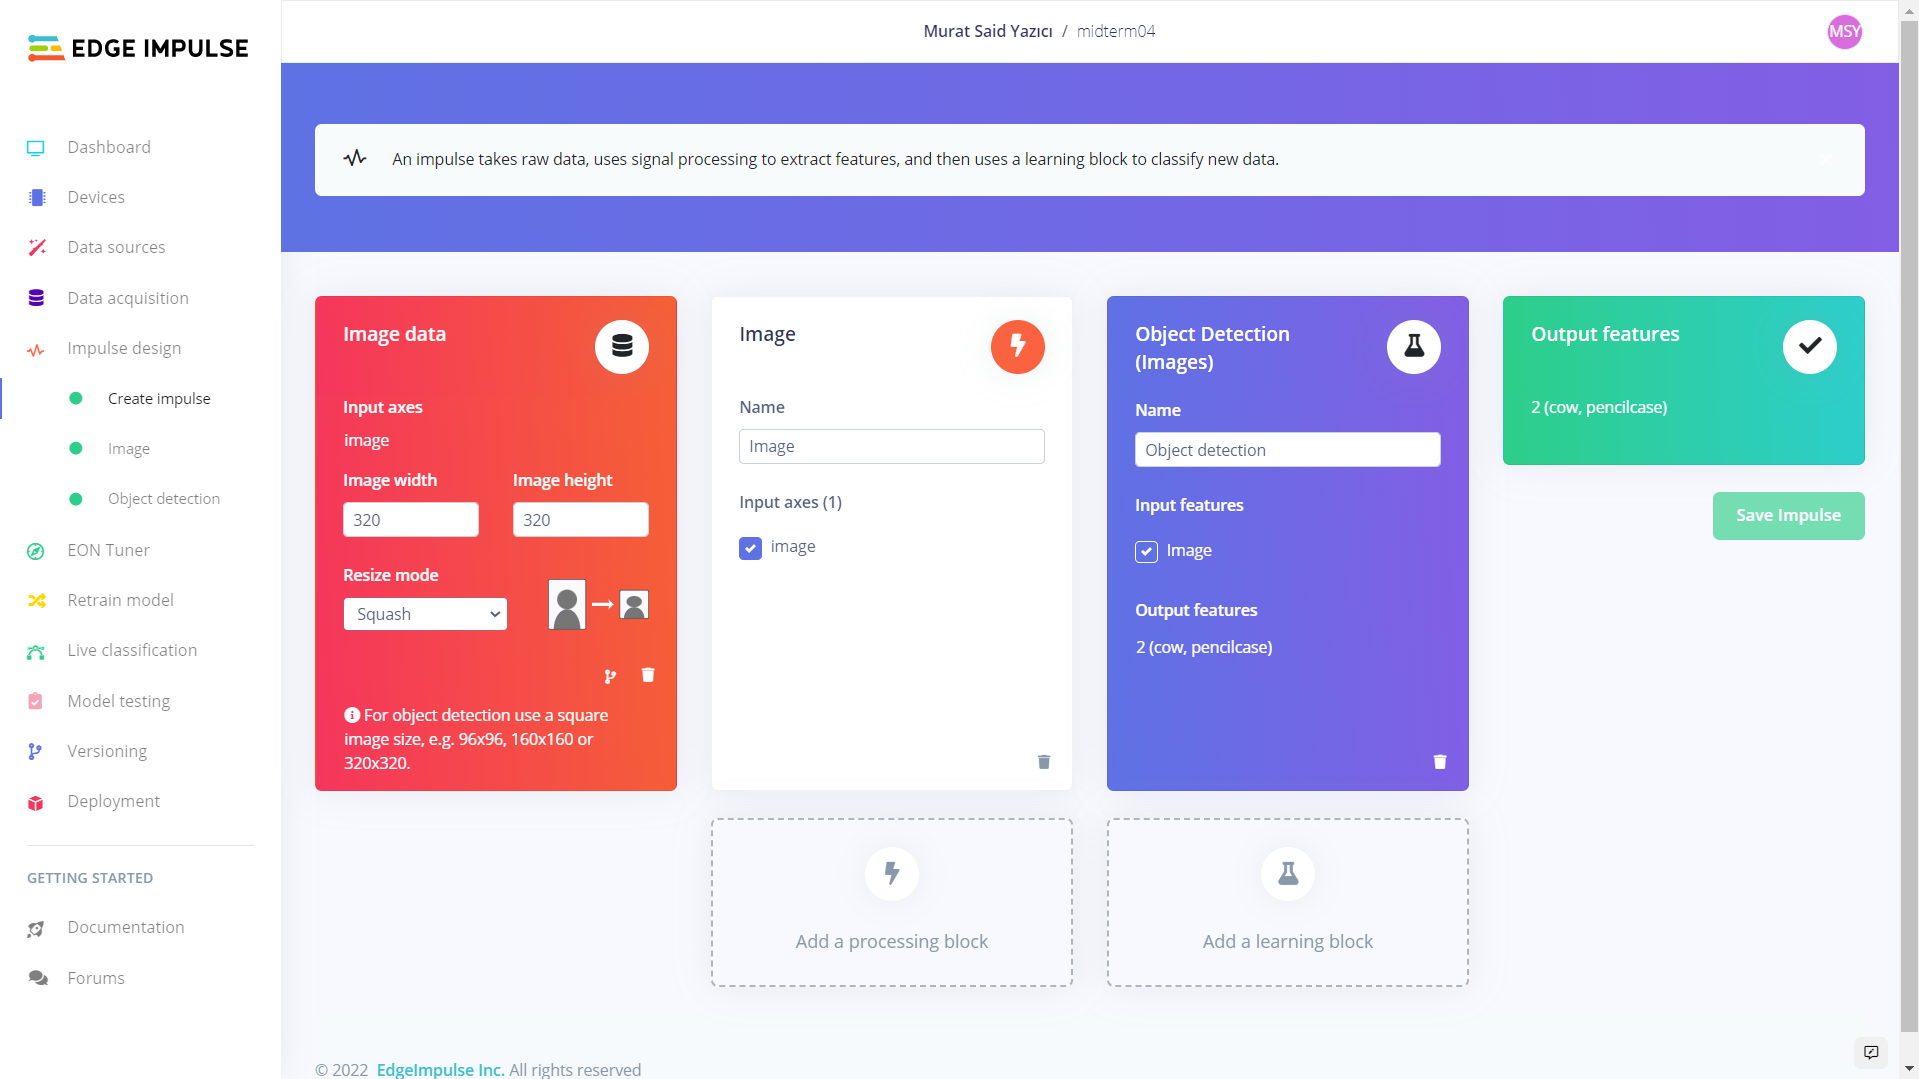 EDGE IMPULSE
Murat Said Yazıcı / midterm04
MSY
Dashboard
Devices
Data sources
Data acquisition
Impulse design
Create impulse
Image
Object detection
EON Tuner
Retrain model
Live classification
Model testing
Versioning
Deployment
GETTING STARTED
Documentation
Forums
An impulse takes raw data, uses signal processing to extract features, and then uses a learning block to classify new data.
Image data
Input axes
image
Image width
Image height
320
320
Resize mode
Squash
For object detection use a square
image size, e.g. 96x96, 160x160 or
320x320.
Image
Name
Image
Input axes (1)
image
Object Detection
(Images)
Name
Object detection
Input features
Image
Output features
2 (cow, pencilcase)
Output features
2 (cow, pencilcase)
Save Impulse
Add a processing block
Add a learning block
© 2022 EdgeImpulse Inc. All rights reserved